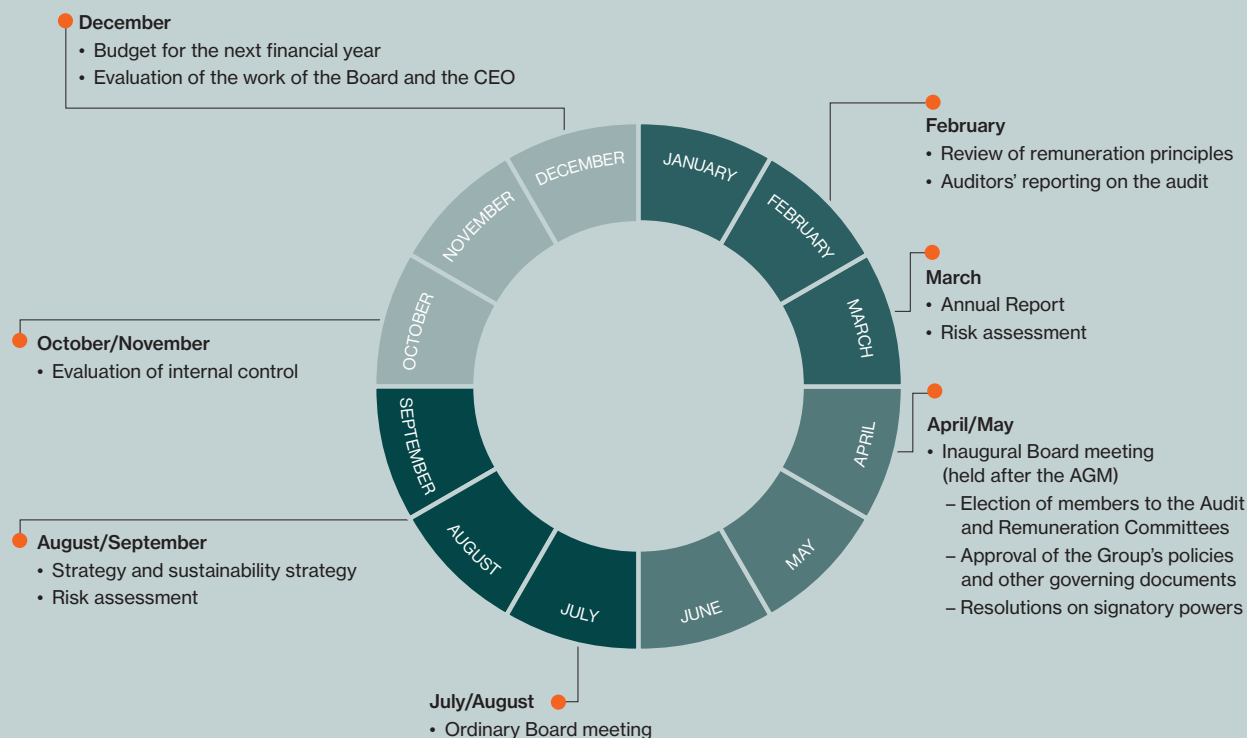 December
• Budget for the next financial year
• Evaluation of the work of the Board and the CEO
February
• Review of remuneration principles
• Auditors’ reporting on the audit
March
• Annual Report
• Risk assessment
April/May
• Inaugural Board meeting
(held after the AGM)
– Election of members to the Audit
and Remuneration Committees
– Approval of the Group’s policies
and other governing documents
– Resolutions on signatory powers
July/August
• Ordinary Board meeting
August/September
• Strategy and sustainability strategy
• Risk assessment
October/November
• Evaluation of internal control
JANUARY
FEBRUARY
MARCH
APRIL
MAY
JUNE
JULY
AUGUST
SEPTEMBER
OCTOBER
NOVEMBER
DECEMBER